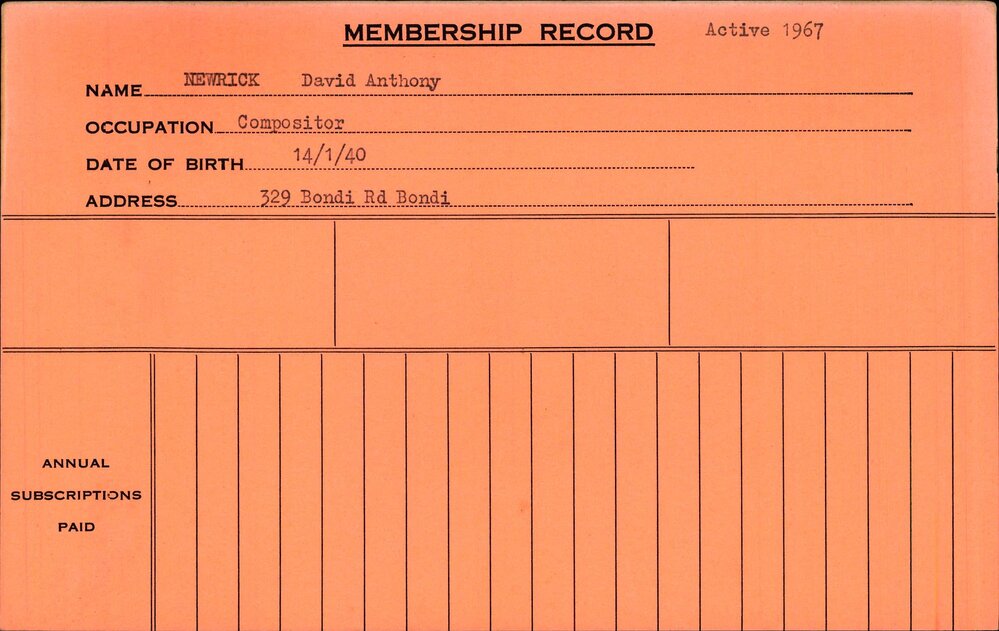 MEMBERSHIP RECORD Active 1967
NAME NEWRICK David Anthony
OCCUPATION Compositor
DATE OF BIRTH 14/1/40
ADDRESS 329 Bondi Rd Bondi
ANNUAL
SUBSCRIPTIONS
PAID